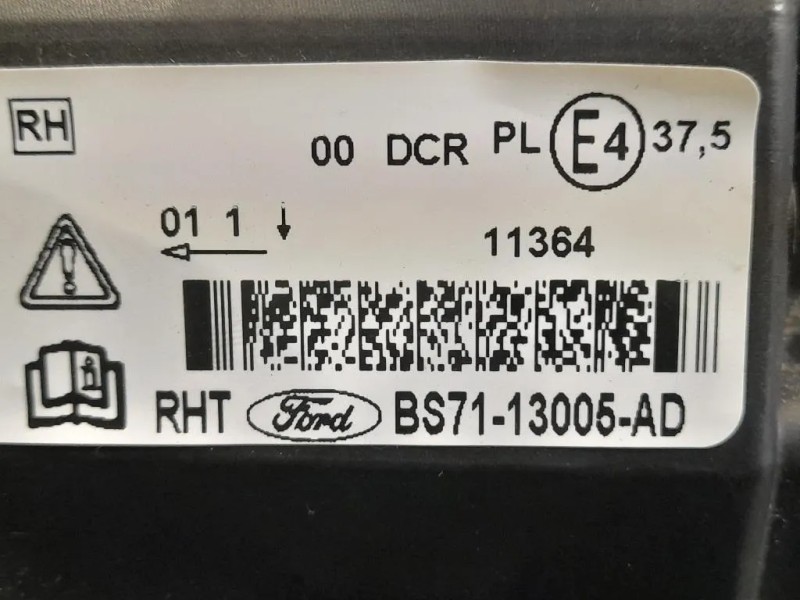 RH
00 DCR PL E4 37,5
01 1
11364
RHT Ford BS71-13005-AD